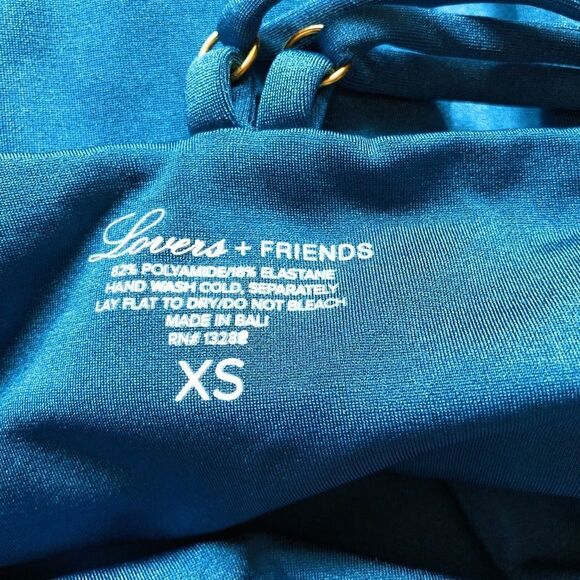 Lovers + FRIENDS
82% POLYAMIDE/18% ELASTANE
HAND WASH COLD, SEPARATELY
LAY FLAT TO DRY/DO NOT BLEACH
MADE IN BALI
RN#
XS